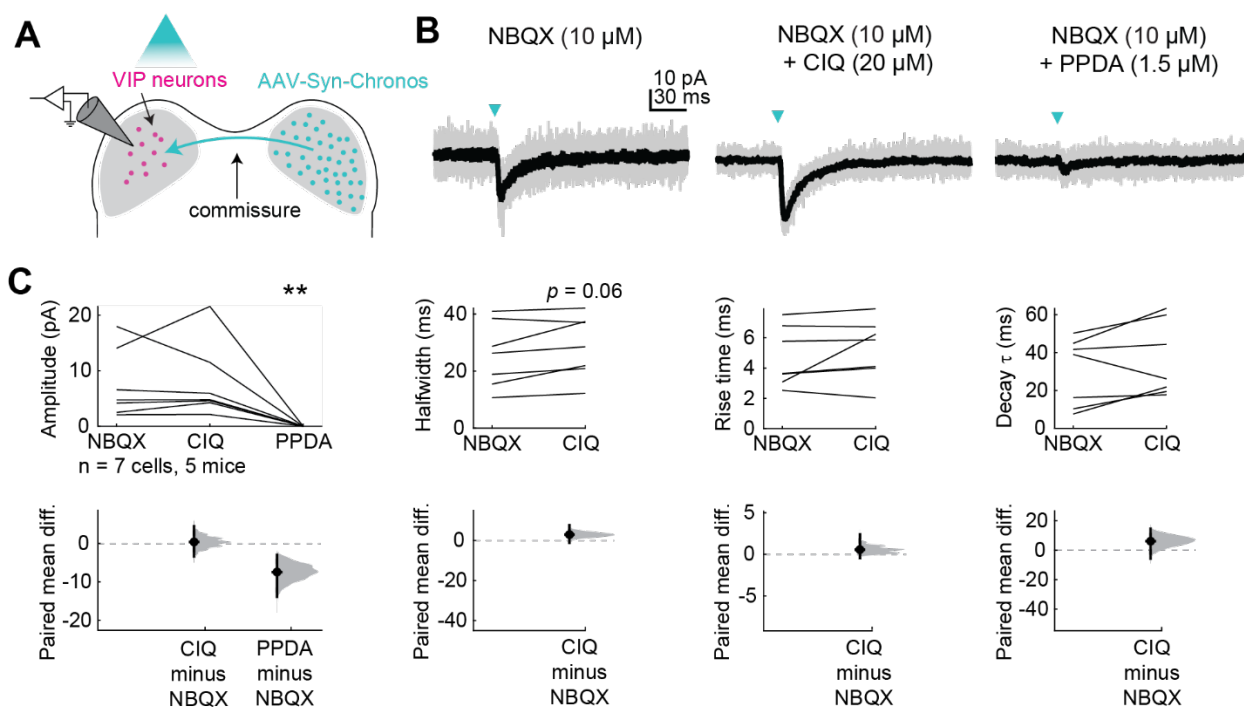 A
VIP neurons
AAV-Syn-Chronos
commissure
B
NBQX (10 µM)
NBQX (10 µM)
+ CIQ (20 µM)
NBQX (10 µM)
+ PPDA (1.5 µM)
10 pA
30 ms
C
Amplitude (pA)
20
10
0
**
NBQX
CIQ
PPDA
n = 7 cells, 5 mice
Halfwidth (ms)
40
20
0
p = 0.06
NBQX
CIQ
Rise time (ms)
6
4
2
0
NBQX
CIQ
Decay τ (ms)
60
40
20
0
NBQX
CIQ
Paired mean diff.
0
-10
-20
CIQ
minus
NBQX
PPDA
minus
NBQX
Paired mean diff.
0
-20
-40
CIQ
minus
NBQX
Paired mean diff.
5
0
-5
CIQ
minus
NBQX
Paired mean diff.
20
0
-20
-40
CIQ
minus
NBQX